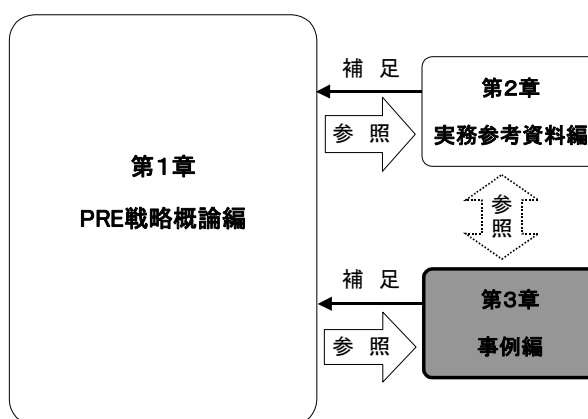 第1章
PRE戦略概論編
補 足
参 照
第2章
実務参考資料編
参
照
補 足
参 照
第3章
事例編